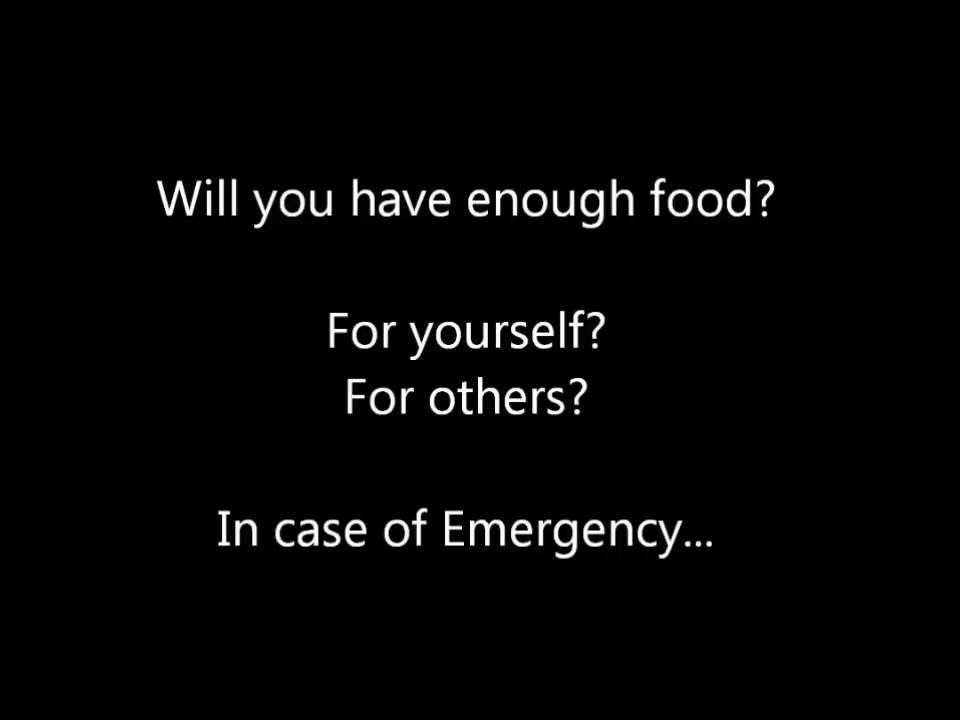 Will you have enough food?
For yourself?
For others?
In case of Emergency...